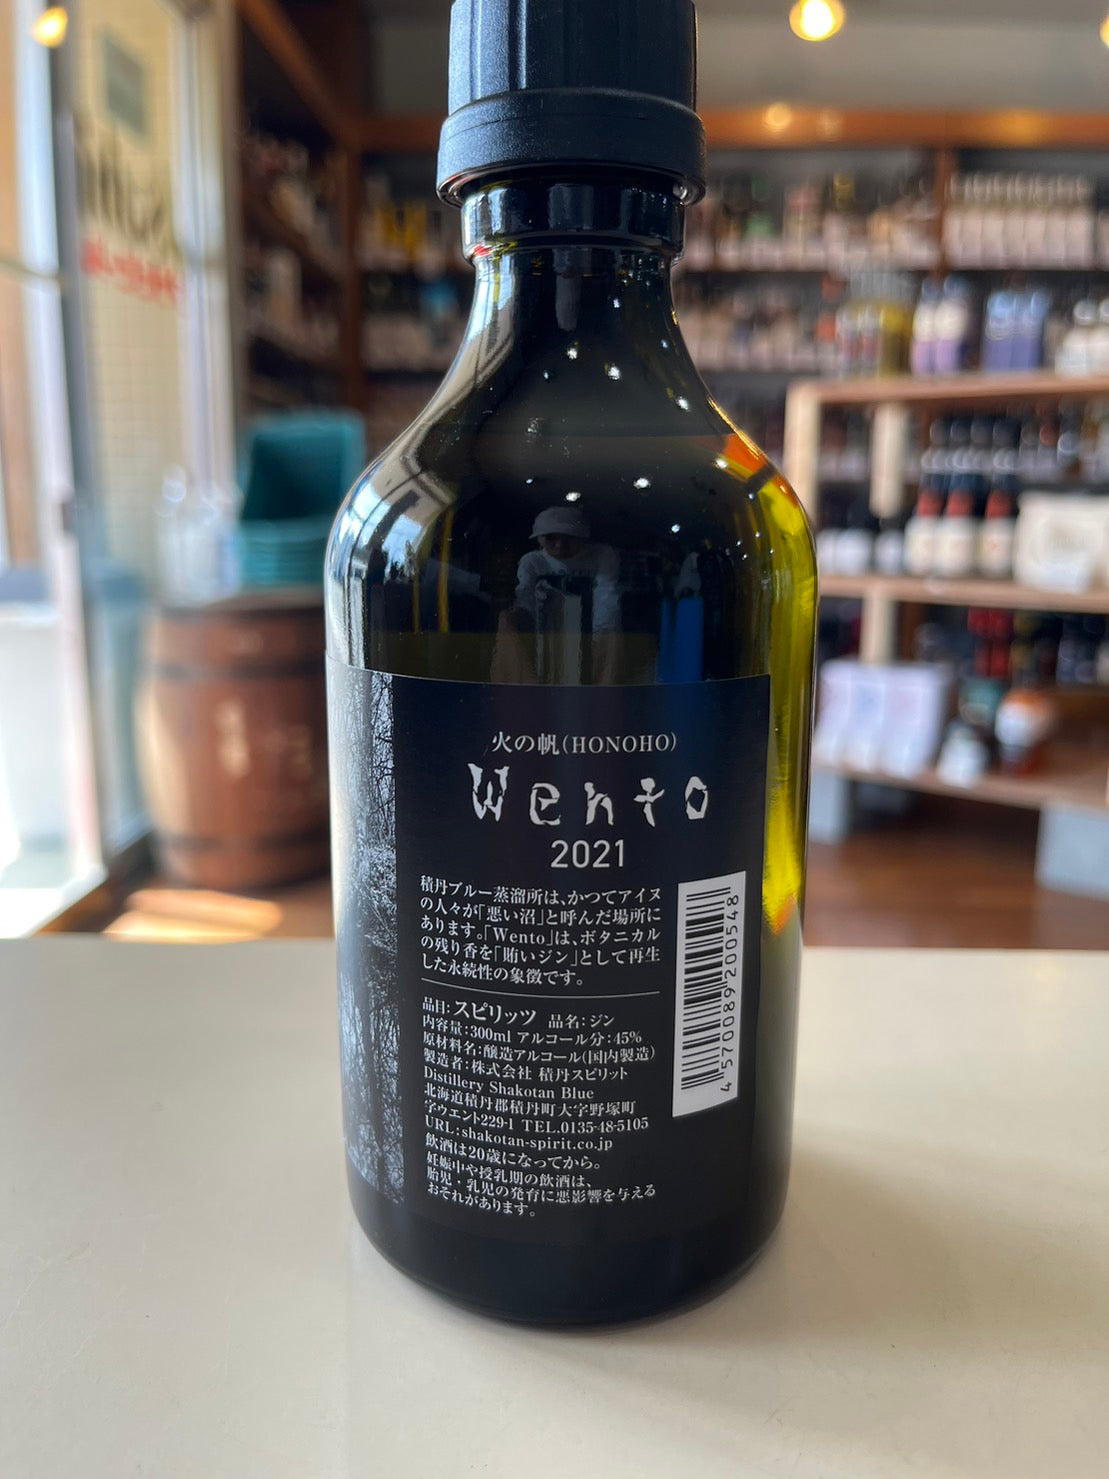 火の帆(HONOHO)
Wento
2021
積丹ブルー蒸溜所は、かつてアイヌ
の人々が「悪い沼」と呼んだ場所に
あります。「Wento」は、ボタニカル
の残り香を「賄いジン」として再生
した永続性の象徴です。
品目:スピリッツ 品名:ジン
内容量:300ml アルコール分:45%
原材料名:醸造アルコール(国内製造)
製造者:株式会社 積丹スピリット
Distillery Shakotan Blue
北海道積丹郡積丹町大字野塚町
字ウエント229-1 TEL.0135-48-5105
URL:shakotan-spirit.co.jp
飲酒は20歳になってから。
妊娠中や授乳期の飲酒は、
胎児・乳児の発育に悪影響を与える
おそれがあります。
4 570089 200548